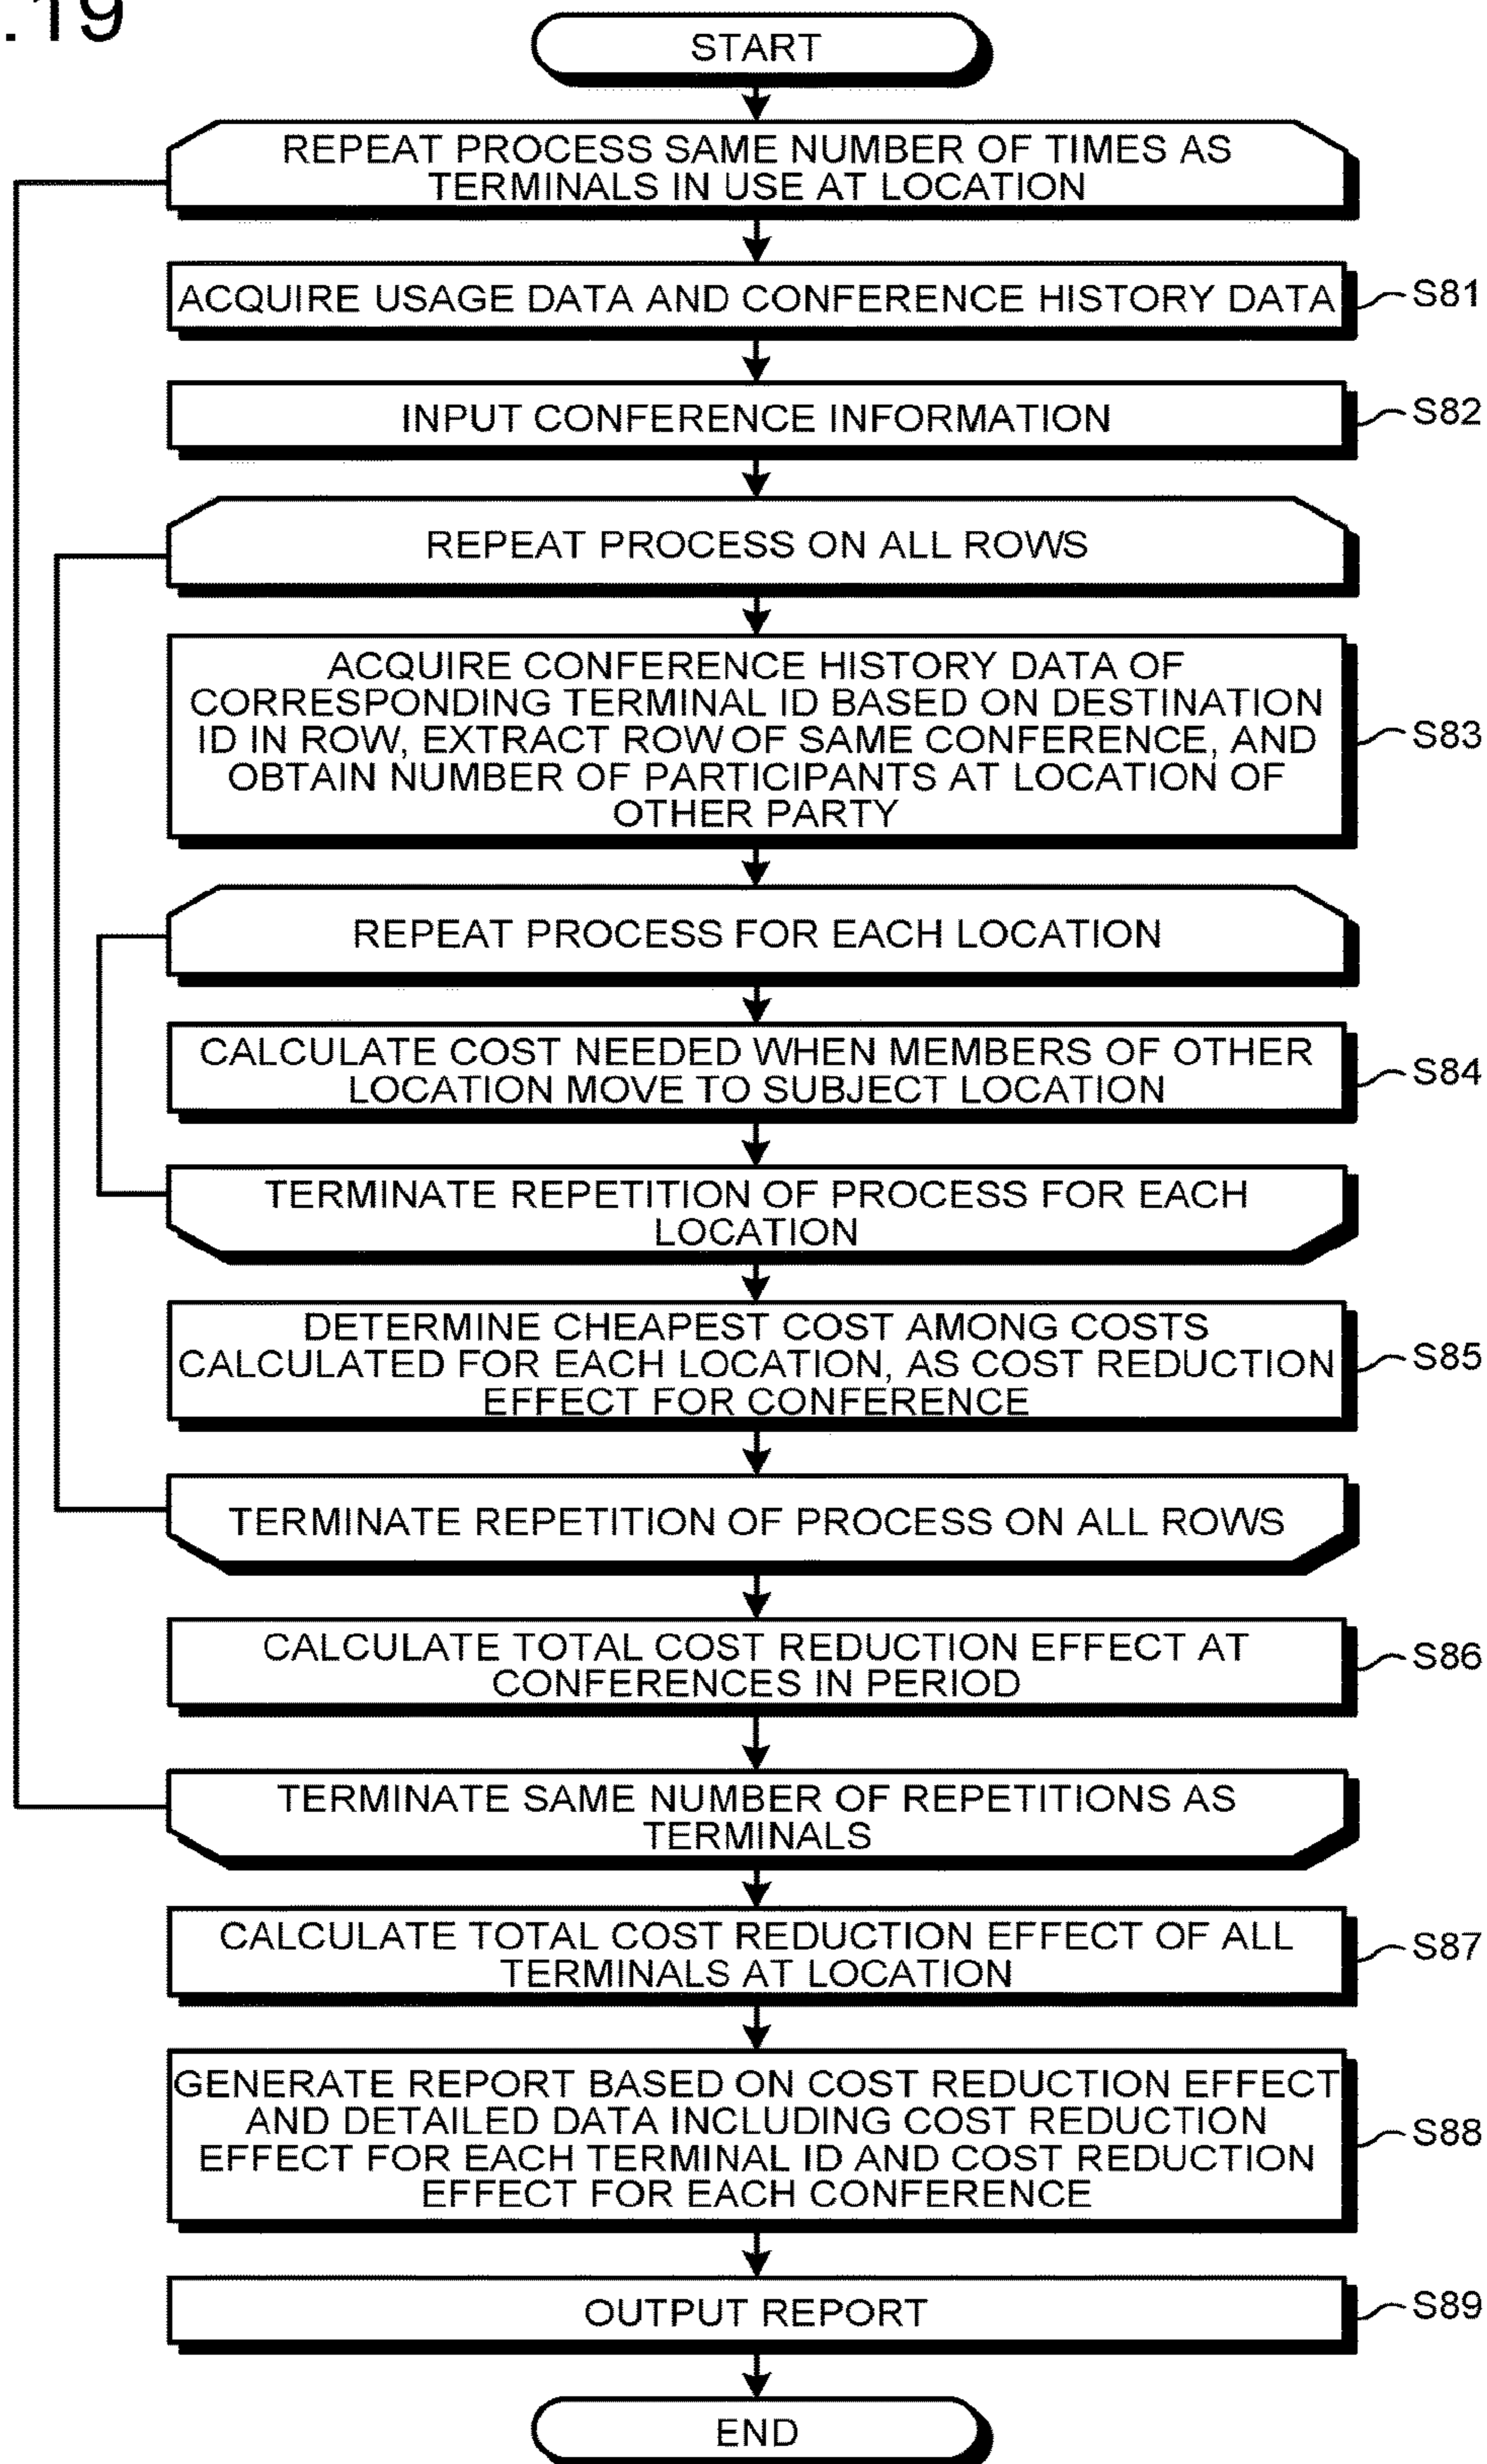 .19
START
REPEAT PROCESS SAME NUMBER OF TIMES AS
TERMINALS IN USE AT LOCATION
ACQUIRE USAGE DATA AND CONFERENCE HISTORY DATA
S81
INPUT CONFERENCE INFORMATION
S82
REPEAT PROCESS ON ALL ROWS
ACQUIRE CONFERENCE HISTORY DATA OF
CORRESPONDING TERMINAL ID BASED ON DESTINATION
ID IN ROW, EXTRACT ROW OF SAME CONFERENCE, AND
OBTAIN NUMBER OF PARTICIPANTS AT LOCATION OF
OTHER PARTY
S83
REPEAT PROCESS FOR EACH LOCATION
CALCULATE COST NEEDED WHEN MEMBERS OF OTHER
LOCATION MOVE TO SUBJECT LOCATION
S84
TERMINATE REPETITION OF PROCESS FOR EACH
LOCATION
DETERMINE CHEAPEST COST AMONG COSTS
CALCULATED FOR EACH LOCATION, AS COST REDUCTION
EFFECT FOR CONFERENCE
S85
TERMINATE REPETITION OF PROCESS ON ALL ROWS
CALCULATE TOTAL COST REDUCTION EFFECT AT
CONFERENCES IN PERIOD
S86
TERMINATE SAME NUMBER OF REPETITIONS AS
TERMINALS
CALCULATE TOTAL COST REDUCTION EFFECT OF ALL
TERMINALS AT LOCATION
S87
GENERATE REPORT BASED ON COST REDUCTION EFFECT
AND DETAILED DATA INCLUDING COST REDUCTION
EFFECT FOR EACH TERMINAL ID AND COST REDUCTION
EFFECT FOR EACH CONFERENCE
S88
OUTPUT REPORT
S89
END